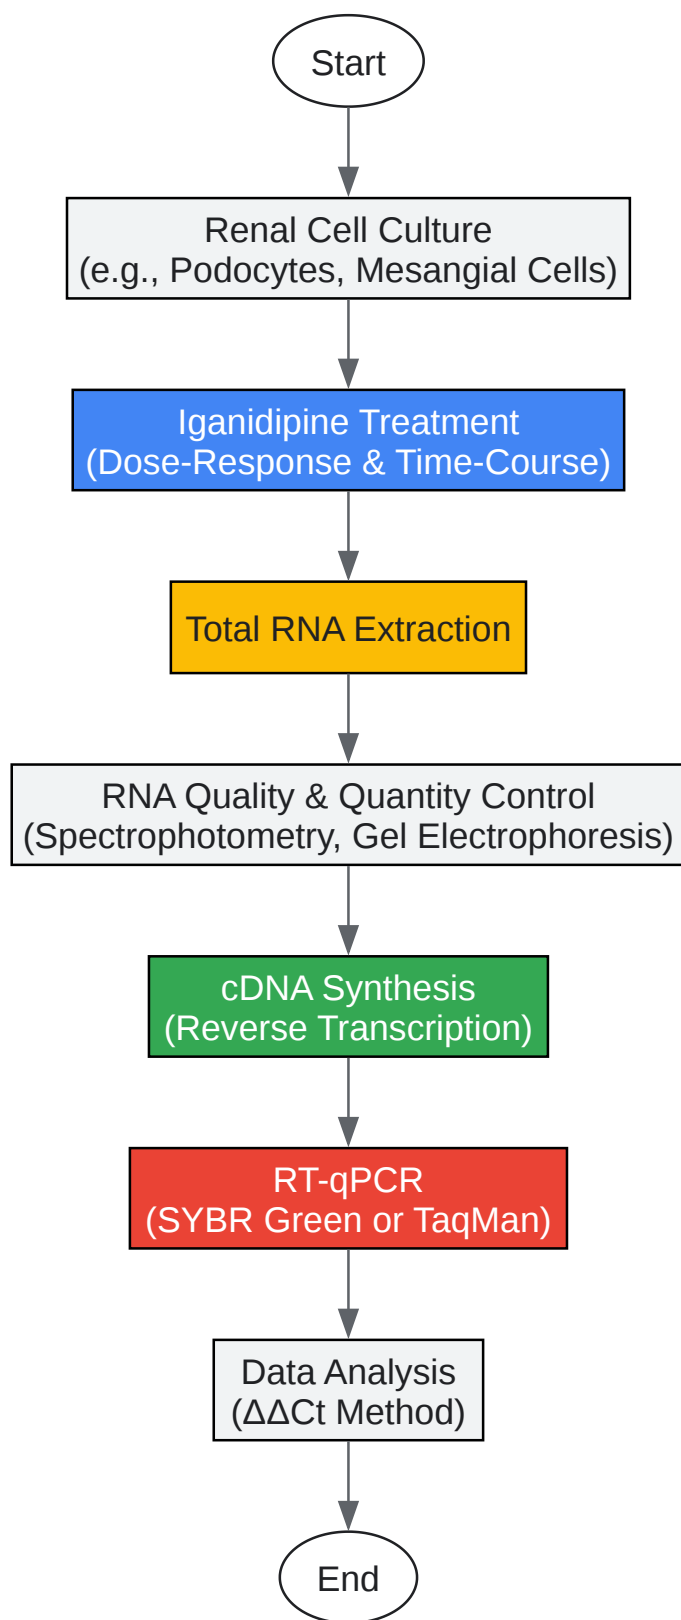 Start
Renal Cell Culture
(e.g., Podocytes, Mesangial Cells)
Iganidipine Treatment
(Dose-Response & Time-Course)
Total RNA Extraction
RNA Quality & Quantity Control
(Spectrophotometry, Gel Electrophoresis)
cDNA Synthesis
(Reverse Transcription)
RT-qPCR
(SYBR Green or TaqMan)
Data Analysis
(ΔΔCt Method)
End